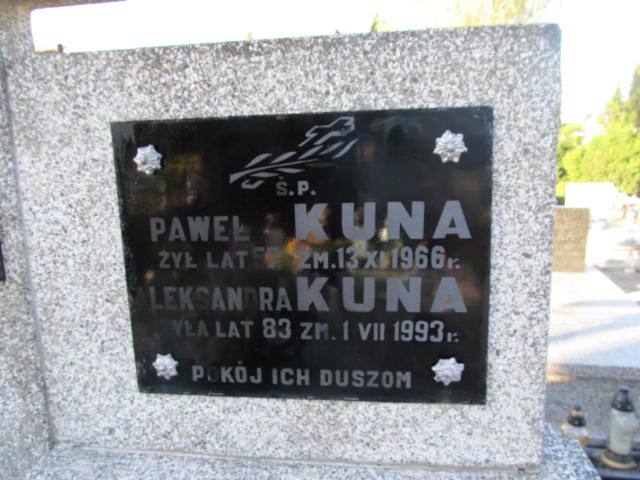 Ś.P.
PAWEŁ KUNA
ŻYŁ LAT ZM. 13 XI 1966 r.
ALEKSANDRA KUNA
ŻYŁA LAT 83 ZM. 1 VII 1993 r.
POKÓJ ICH DUSZOM